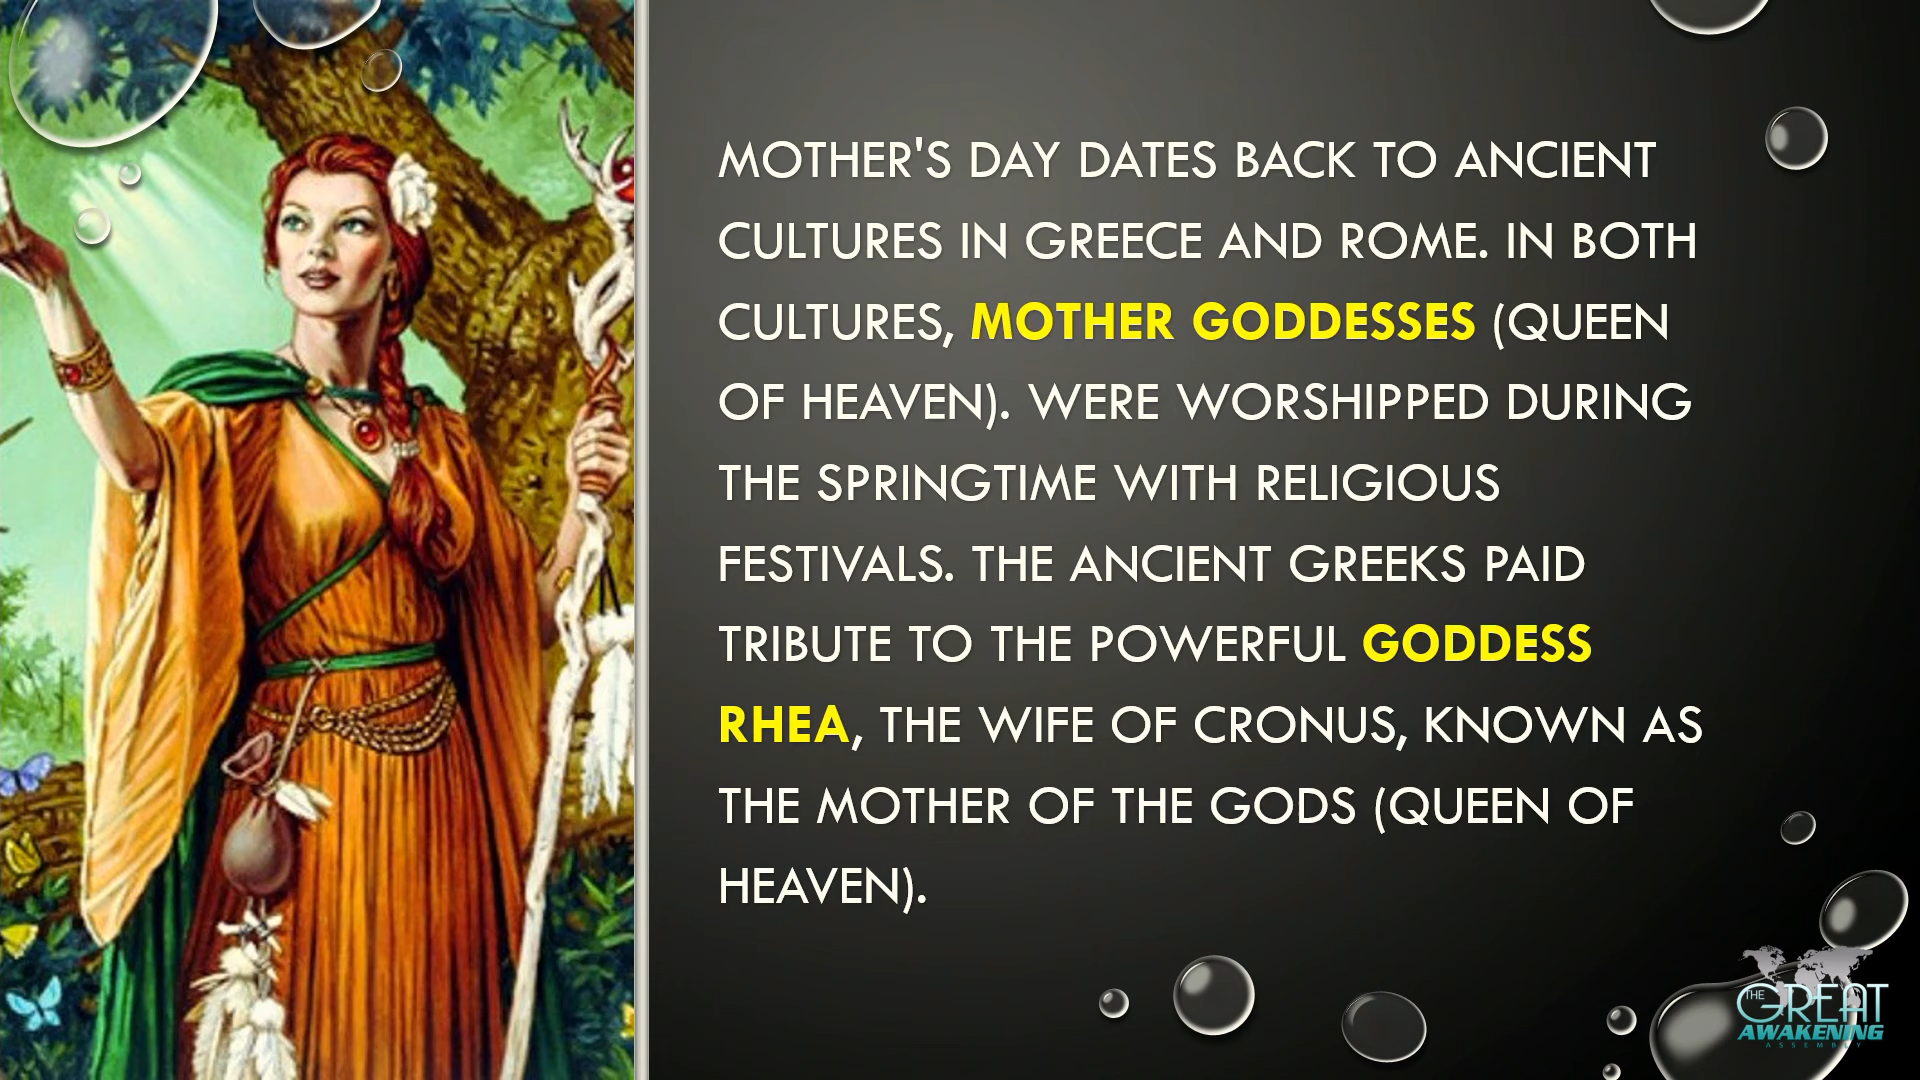 MOTHER'S DAY DATES BACK TO ANCIENT
CULTURES IN GREECE AND ROME. IN BOTH
CULTURES, MOTHER GODDESSES (QUEEN
OF HEAVEN). WERE WORSHIPPED DURING
THE SPRINGTIME WITH RELIGIOUS
FESTIVALS. THE ANCIENT GREEKS PAID
TRIBUTE TO THE POWERFUL GODDESS
RHEA, THE WIFE OF CRONUS, KNOWN AS
THE MOTHER OF THE GODS (QUEEN OF
HEAVEN).
THE GREAT
AWAKENING
ASSEMBLY